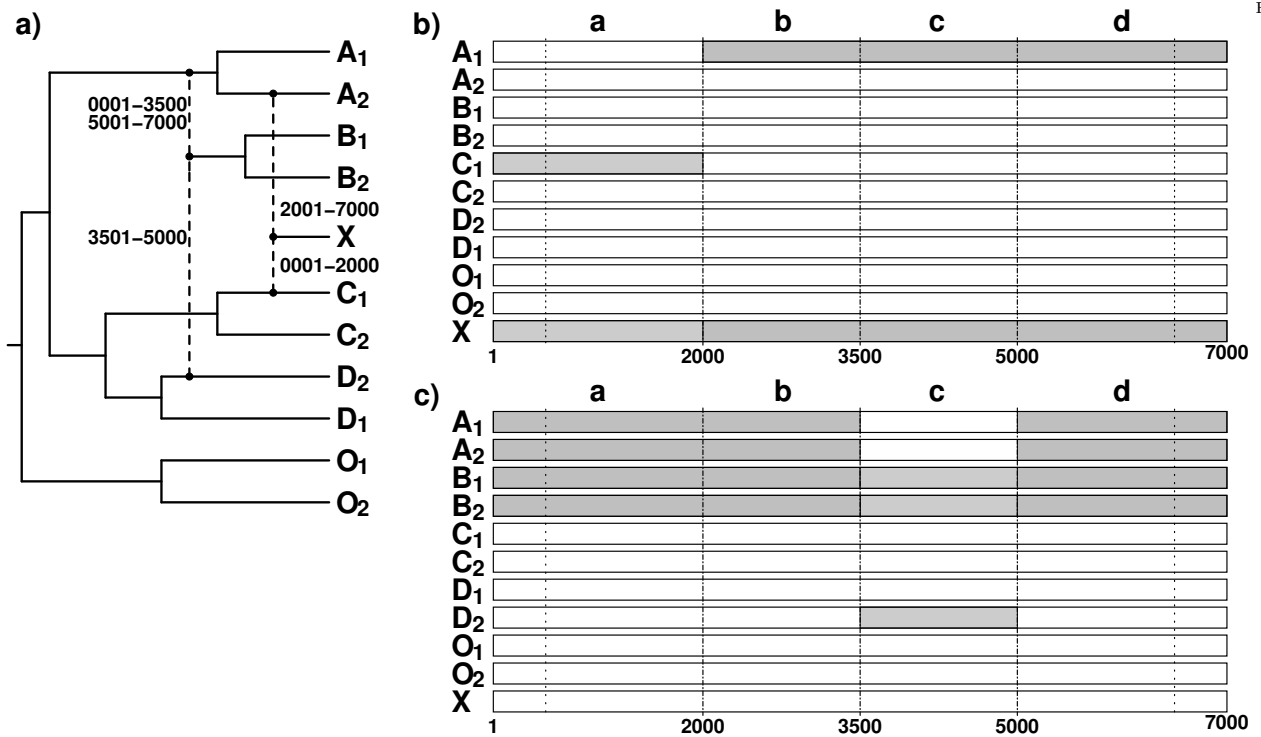 a)
A1
A2
0001−3500
5001−7000
B1
B2
2001−7000
3501−5000
X
0001−2000
C1
C2
D2
D1
O1
O2
b)
a b c d
A1
A2
B1
B2
C1
C2
D2
D1
O1
O2
X
1 2000 3500 5000 7000
c)
a b c d
A1
A2
B1
B2
C1
C2
D1
D2
O1
O2
X
1 2000 3500 5000 7000